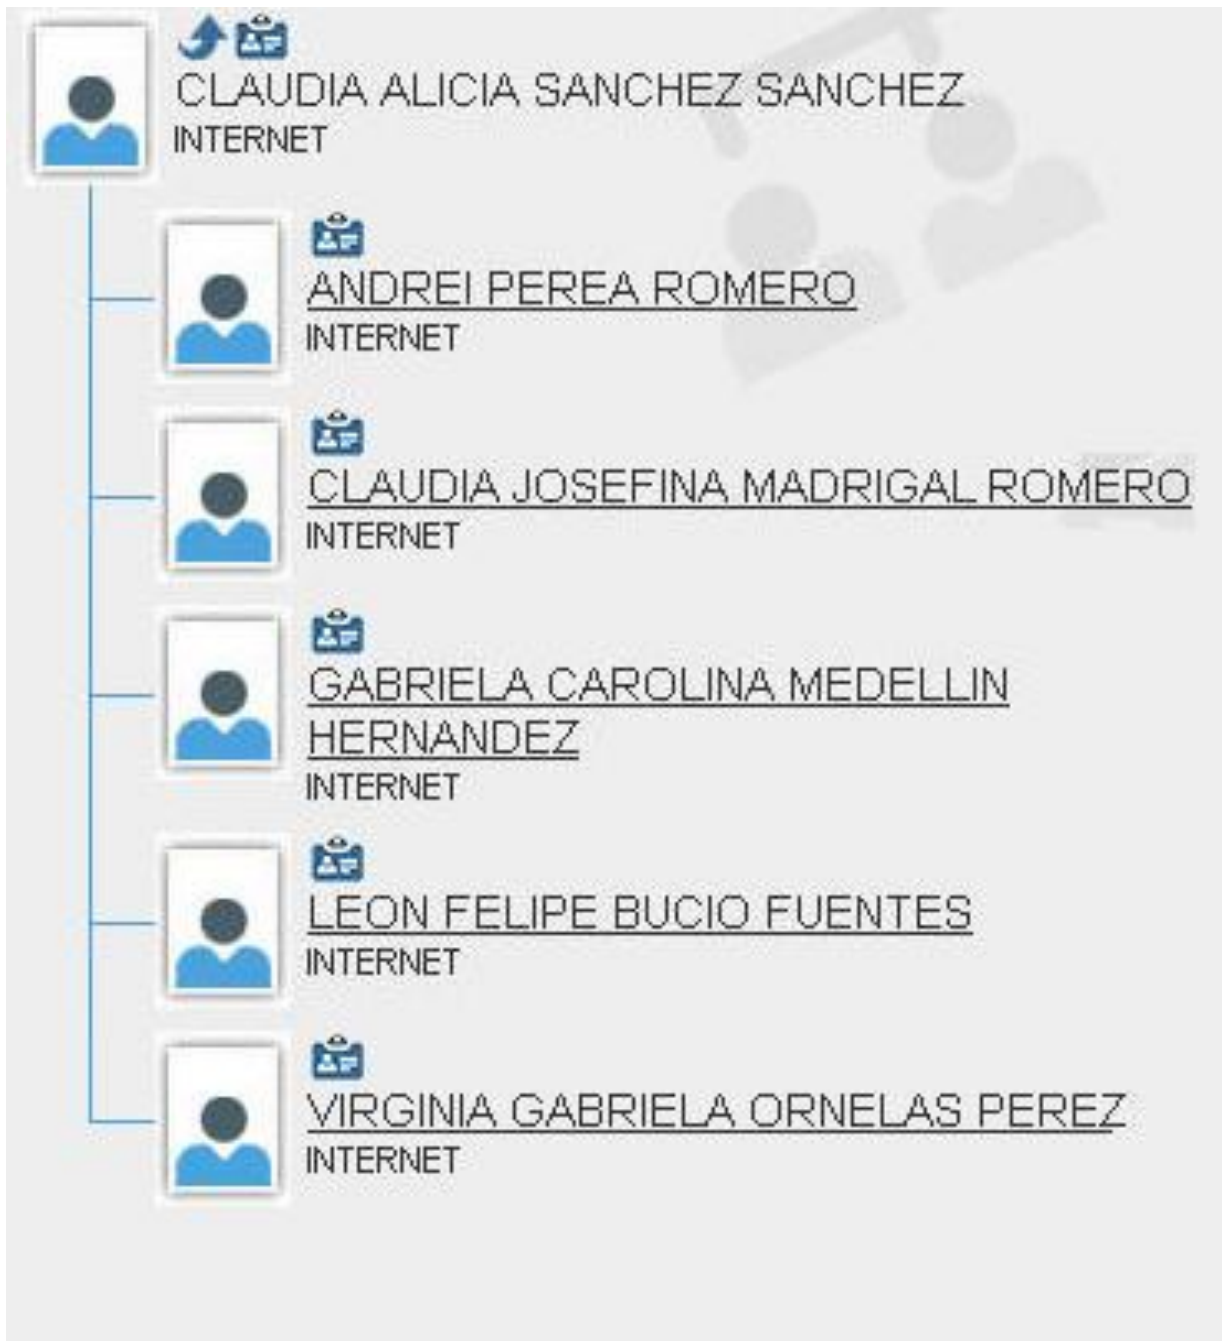 CLAUDIA ALICIA SANCHEZ SANCHEZ
INTERNET
ANDREI PEREA ROMERO
INTERNET
CLAUDIA JOSEFINA MADRIGAL ROMERO
INTERNET
GABRIELA CAROLINA MEDELLIN
HERNANDEZ
INTERNET
LEON FELIPE BUCIO FUENTES
INTERNET
VIRGINIA GABRIELA ORNELAS PEREZ
INTERNET